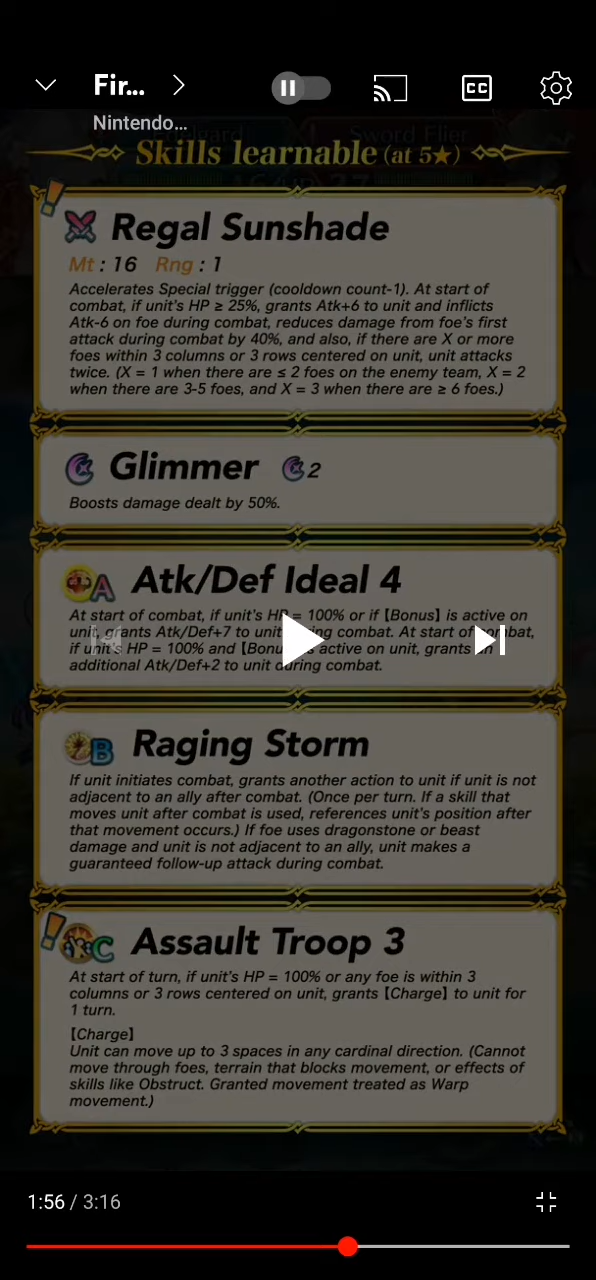 Fir...
Nintendo...
Sword Flier
Skills learnable (at 5★)
Regal Sunshade
Mt : 16 Rng : 1
Accelerates Special trigger (cooldown count-1). At start of
combat, if unit's HP ≥ 25%, grants Atk+6 to unit and inflicts
Atk-6 on foe during combat, reduces damage from foe's first
attack during combat by 40%, and also, if there are X or more
foes within 3 columns or 3 rows centered on unit, unit attacks
twice. (X = 1 when there are ≤ 2 foes on the enemy team, X = 2
when there are 3-5 foes, and X = 3 when there are ≥ 6 foes.)
Glimmer 2
Boosts damage dealt by 50%.
A Atk/Def Ideal 4
At start of combat, if unit's HP = 100% or if 【Bonus】 is active on
unit, grants Atk/Def+7 to unit during combat. At start of combat,
if unit's HP = 100% and 【Bonus】 is active on unit, grants an
additional Atk/Def+2 to unit during combat.
B Raging Storm
If unit initiates combat, grants another action to unit if unit is not
adjacent to an ally after combat. (Once per turn. If a skill that
moves unit after combat is used, references unit's position after
that movement occurs.) If foe uses dragonstone or beast
damage and unit is not adjacent to an ally, unit makes a
guaranteed follow-up attack during combat.
C Assault Troop 3
At start of turn, if unit's HP = 100% or any foe is within 3
columns or 3 rows centered on unit, grants 【Charge】 to unit for
1 turn.
【Charge】
Unit can move up to 3 spaces in any cardinal direction. (Cannot
move through foes, terrain that blocks movement, or effects of
skills like Obstruct. Granted movement treated as Warp
movement.)
1:56 / 3:16